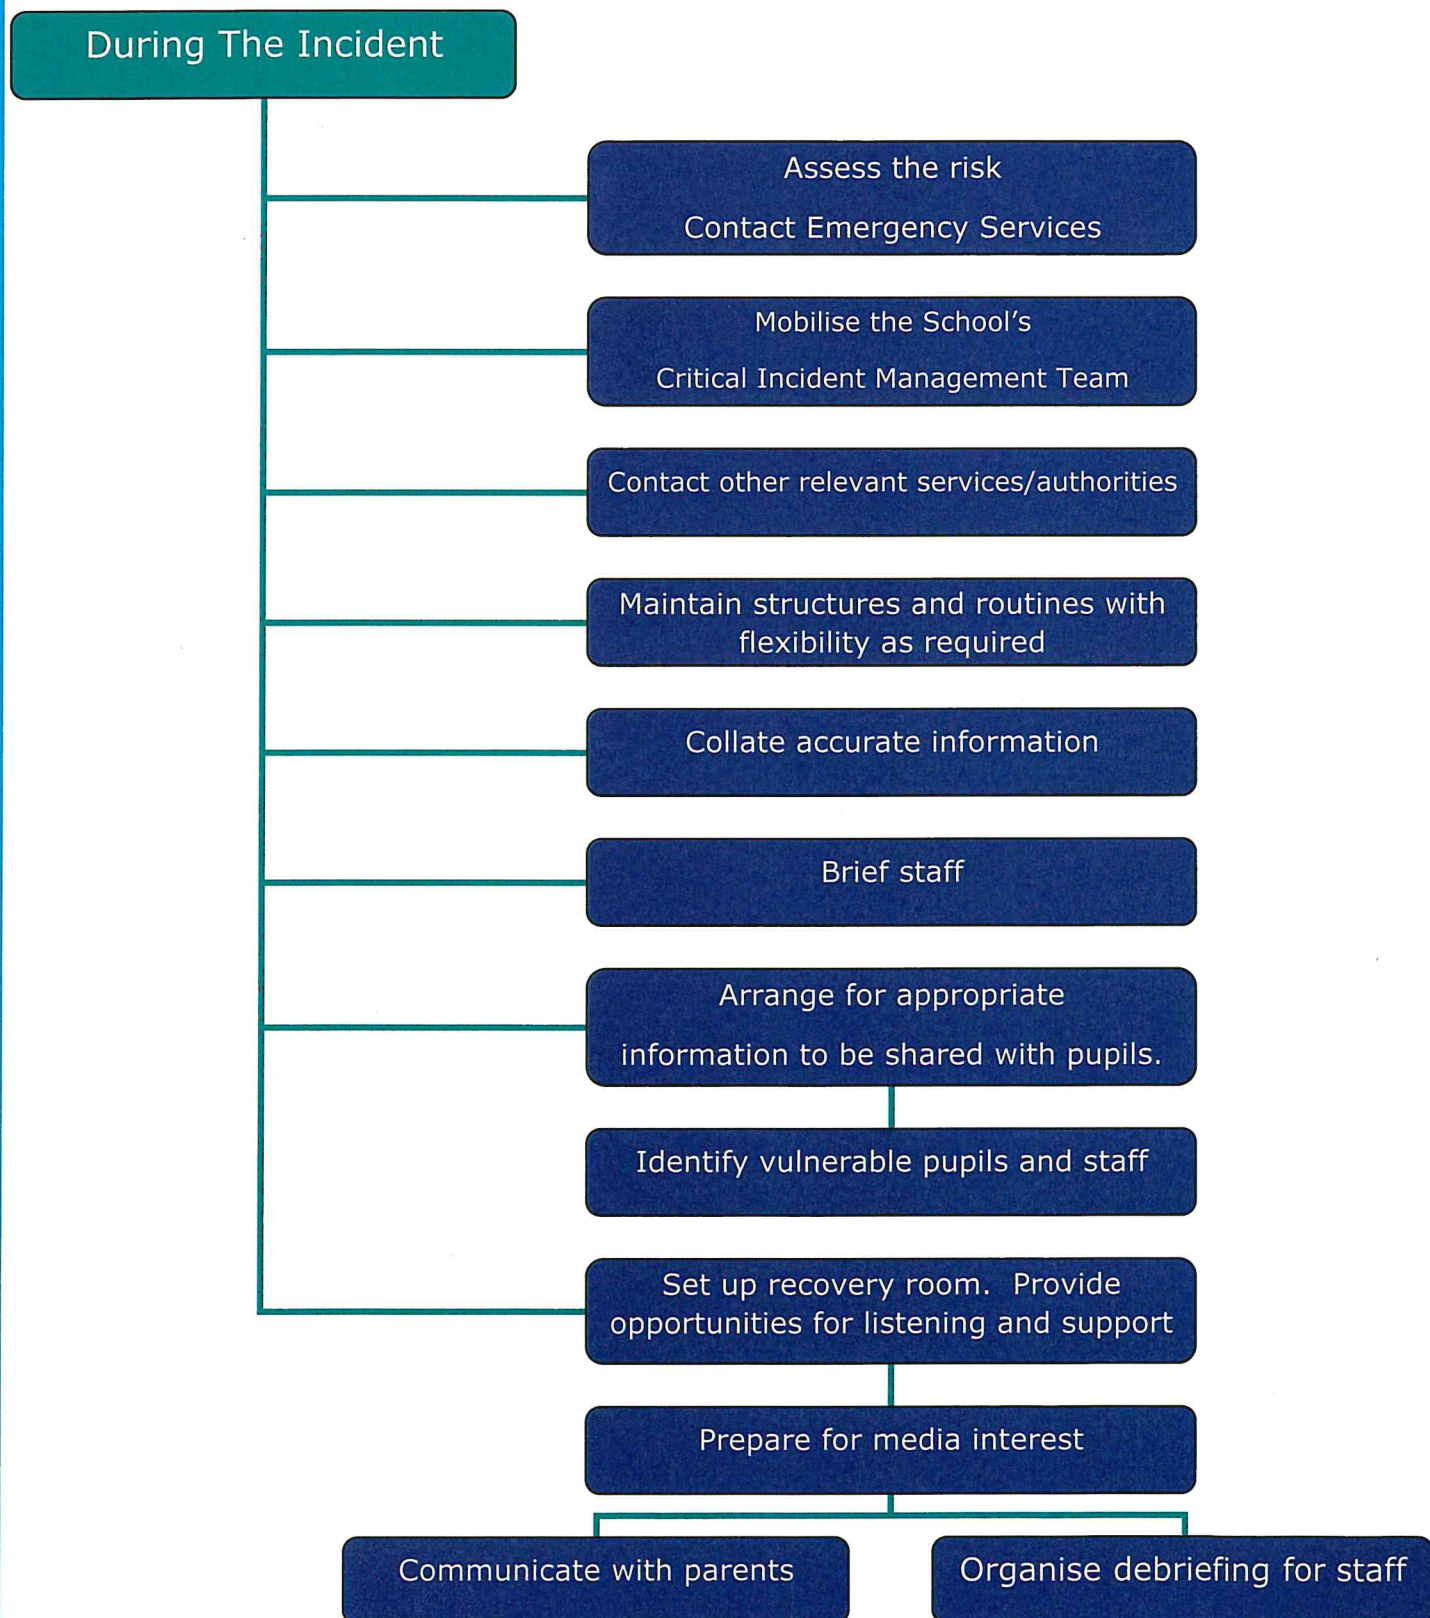 During The Incident
Assess the risk
Contact Emergency Services
Mobilise the School’s
Critical Incident Management Team
Contact other relevant services/authorities
Maintain structures and routines with
flexibility as required
Collate accurate information
Brief staff
Arrange for appropriate
information to be shared with pupils.
Identify vulnerable pupils and staff
Set up recovery room.  Provide
opportunities for listening and support
Prepare for media interest
Communicate with parents
Organise debriefing for staff